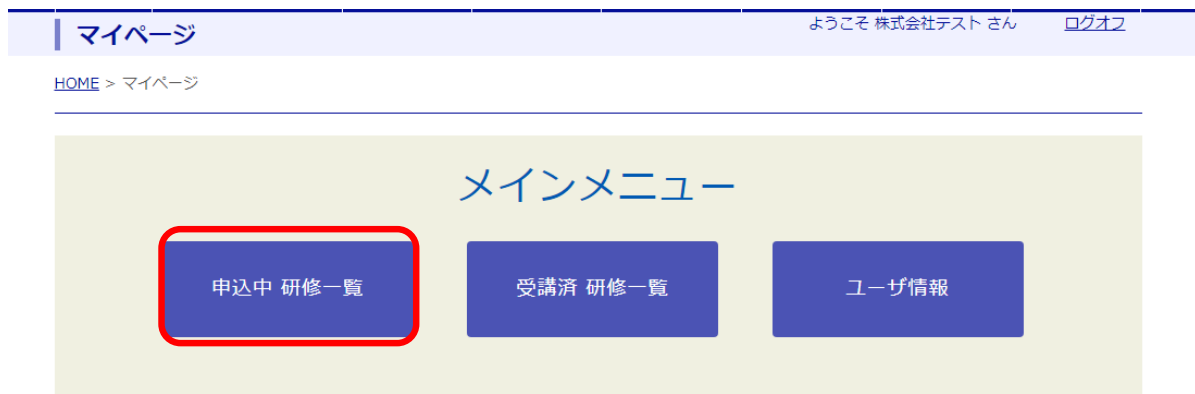 マイページ
ようこそ 株式会社テスト さん ログオフ
HOME > マイページ
メインメニュー
申込中 研修一覧
受講済 研修一覧
ユーザ情報